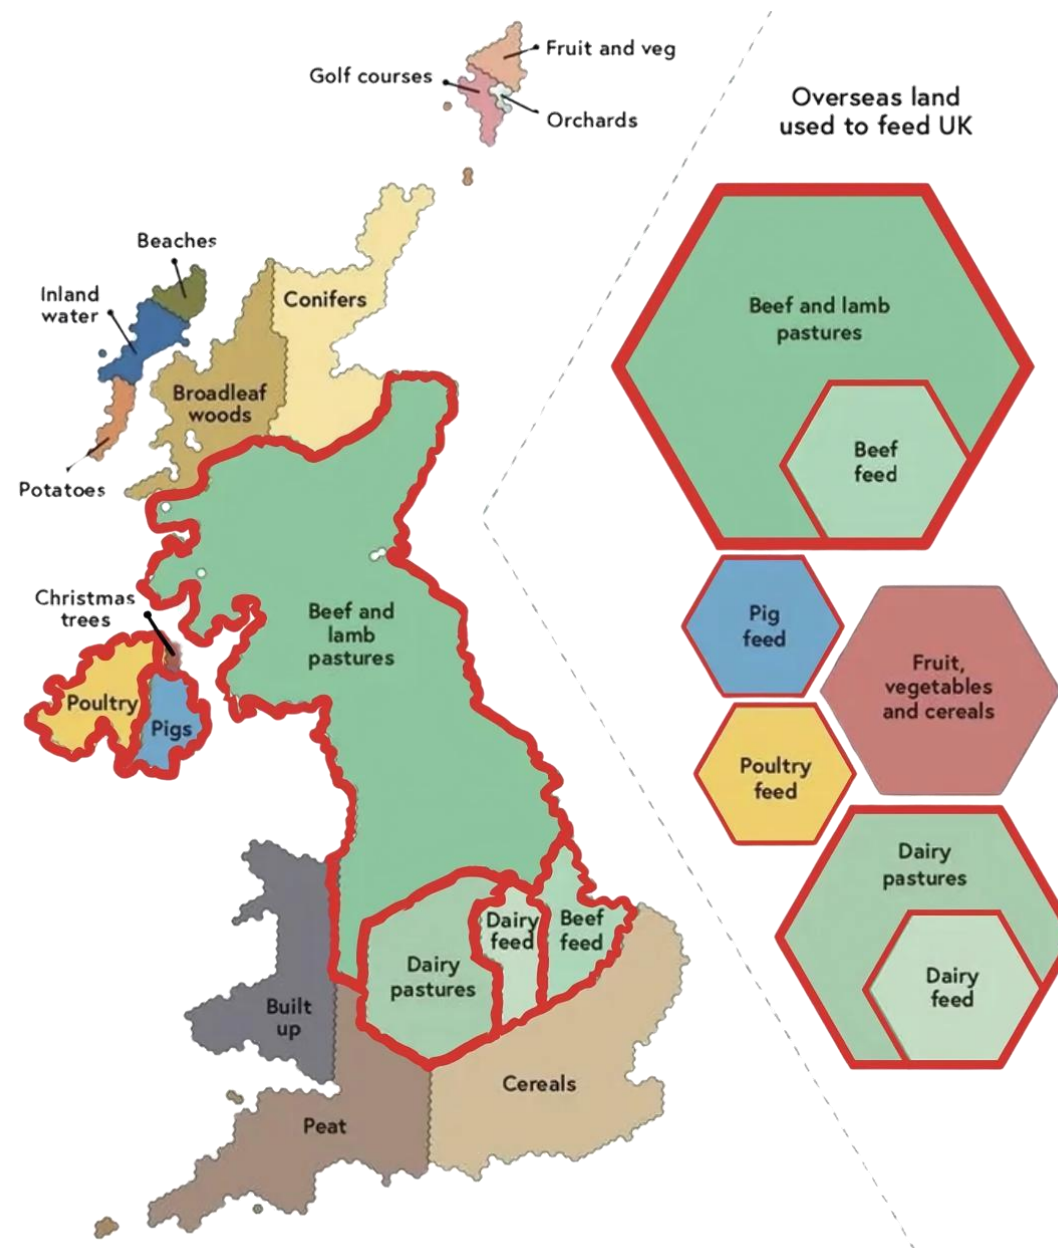 Fruit and veg
Golf courses
Orchards
Overseas land
used to feed UK
Beaches
Inland
water
Conifers
Broadleaf
woods
Potatoes
Beef and lamb
pastures
Beef
feed
Christmas
trees
Beef and
lamb
pastures
Poultry
Pigs
Pig
feed
Fruit,
vegetables
and cereals
Poultry
feed
Dairy
pastures
Dairy
feed
Beef
feed
Dairy
pastures
Dairy
feed
Built
up
Cereals
Peat